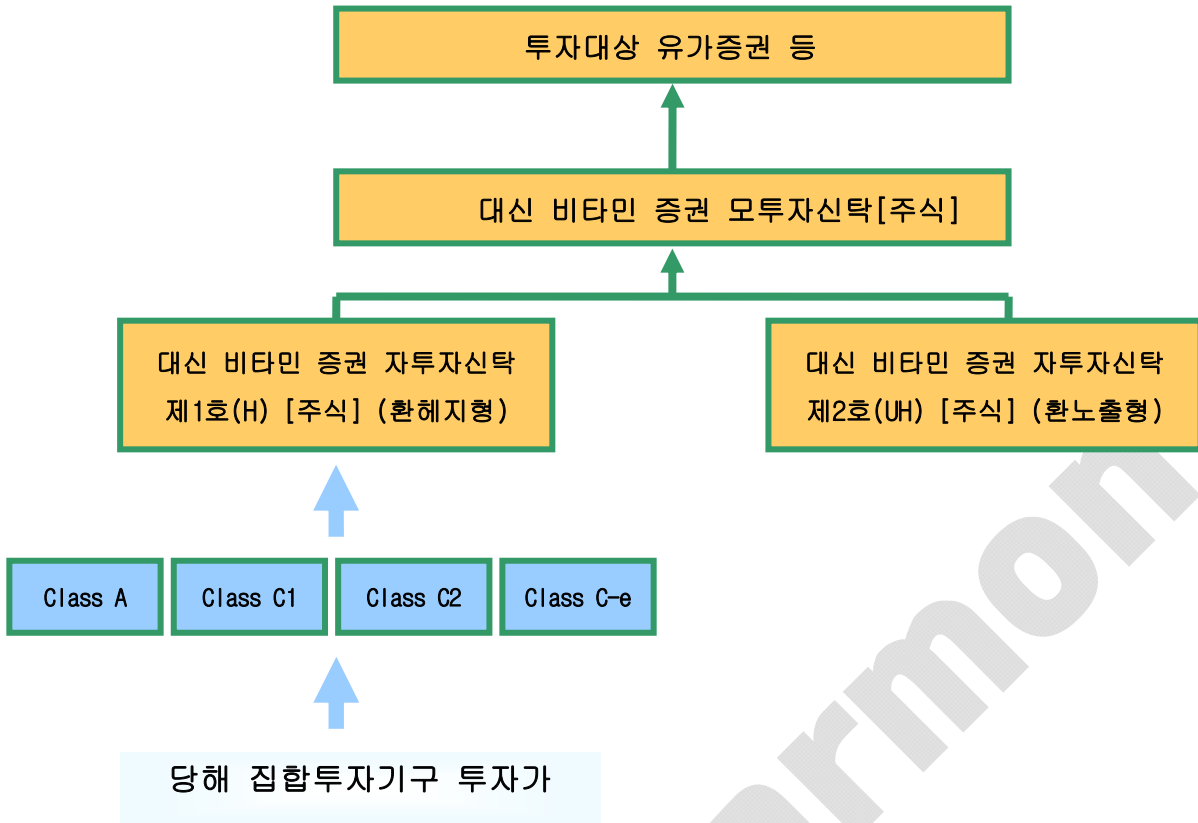 투자대상 유가증권 등
대신 비타민 증권 모투자신탁[주식]
대신 비타민 증권 자투자신탁
제1호(H) [주식] (환헤지형)
대신 비타민 증권 자투자신탁
제2호(UH) [주식] (환노출형)
Class A
Class C1
Class C2
Class C-e
당해 집합투자기구 투자가
armon